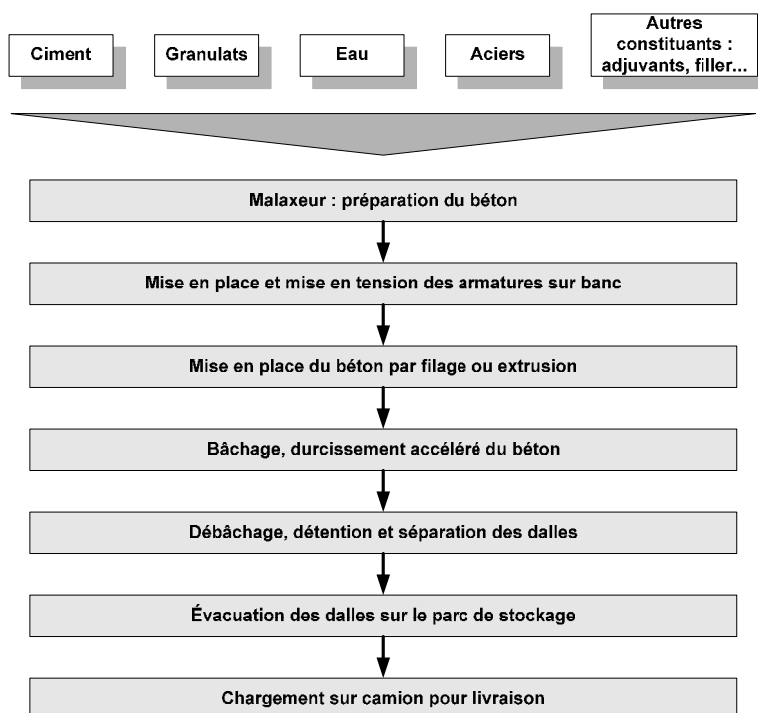 Ciment
Granulats
Eau
Aciers
Autres
constituants :
adjuvants, filler...
Malaxeur : préparation du béton
Mise en place et mise en tension des armatures sur banc
Mise en place du béton par filage ou extrusion
Bâchage, durcissement accéléré du béton
Débâchage, détention et séparation des dalles
Évacuation des dalles sur le parc de stockage
Chargement sur camion pour livraison